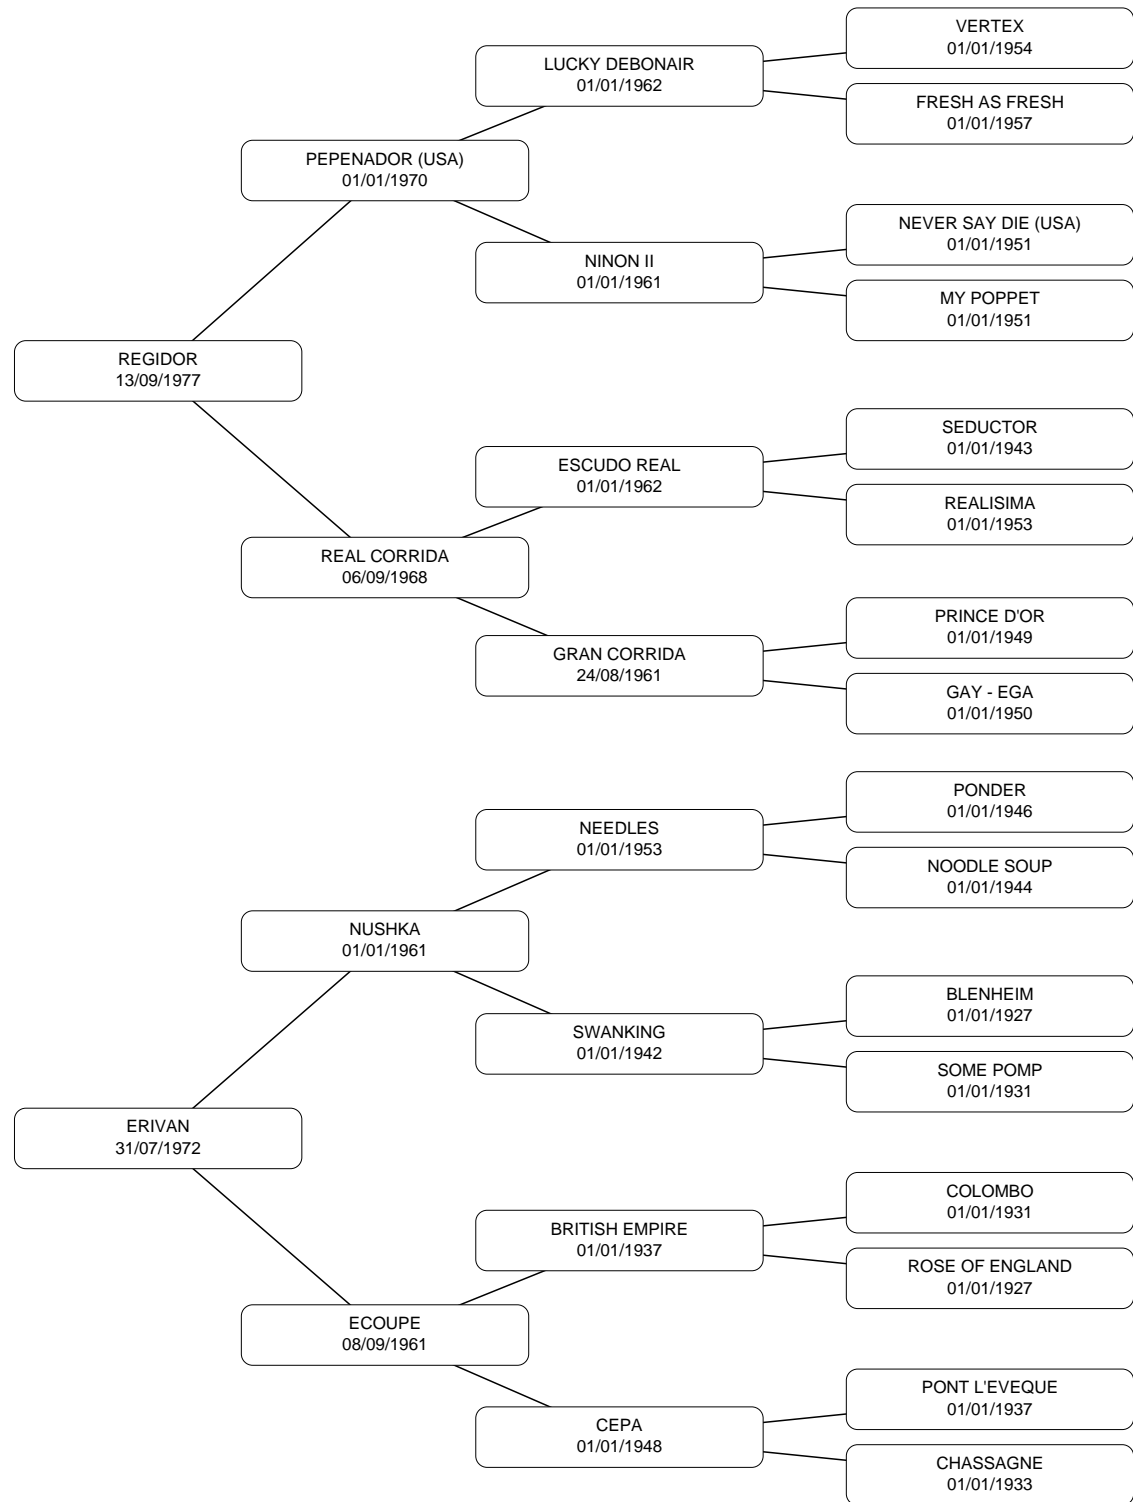 VERTEX
01/01/1954
LUCKY DEBONAIR
01/01/1962
FRESH AS FRESH
01/01/1957
PEPENADOR (USA)
01/01/1970
NEVER SAY DIE (USA)
01/01/1951
NINON II
01/01/1961
MY POPPET
01/01/1951
REGIDOR
13/09/1977
SEDUCTOR
01/01/1943
ESCUDO REAL
01/01/1962
REALISIMA
01/01/1953
REAL CORRIDA
06/09/1968
PRINCE D'OR
01/01/1949
GRAN CORRIDA
24/08/1961
GAY - EGA
01/01/1950
PONDER
01/01/1946
NEEDLES
01/01/1953
NOODLE SOUP
01/01/1944
NUSHKA
01/01/1961
BLENHEIM
01/01/1927
SWANKING
01/01/1942
SOME POMP
01/01/1931
ERIVAN
31/07/1972
COLOMBO
01/01/1931
BRITISH EMPIRE
01/01/1937
ROSE OF ENGLAND
01/01/1927
ECOUPE
08/09/1961
PONT L'EVEQUE
01/01/1937
CEPA
01/01/1948
CHASSAGNE
01/01/1933